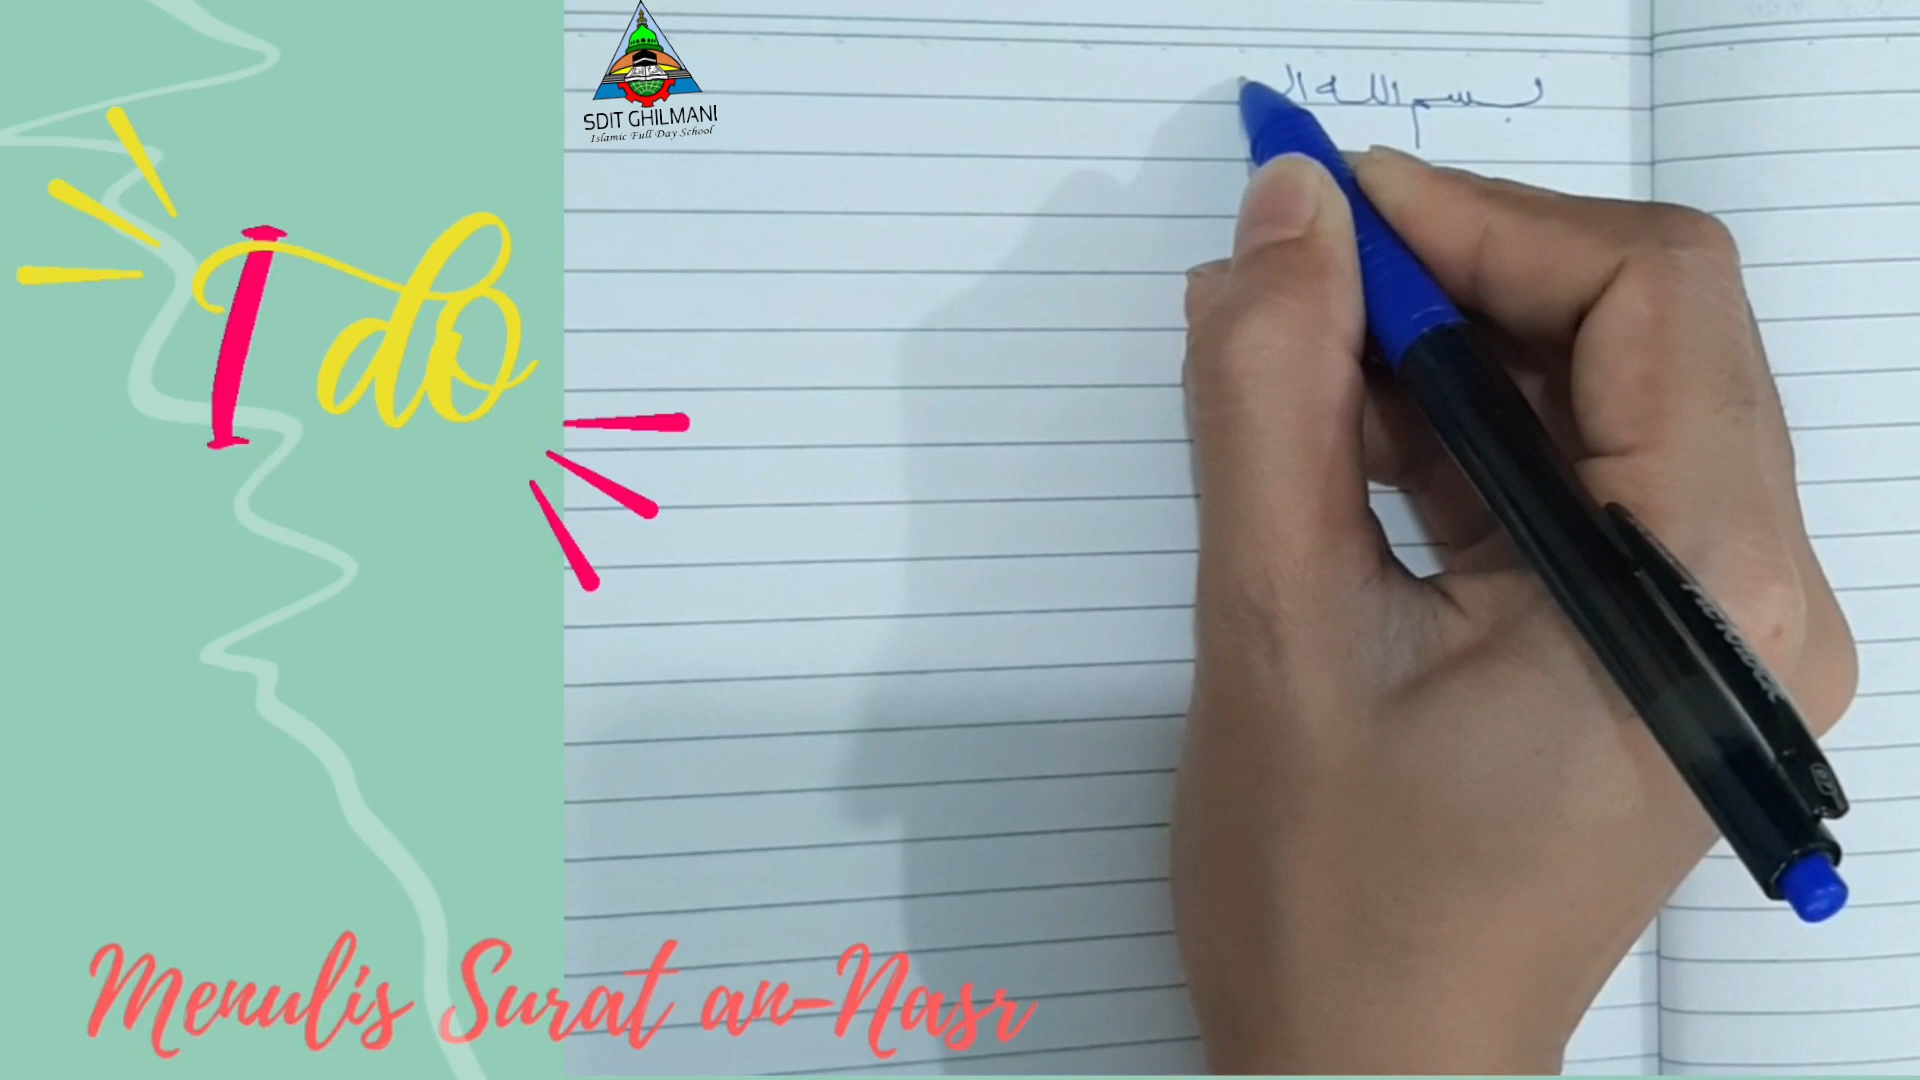 SDIT GHILMANI
Islamic Full Day School
بسم الله ال
I do
Menulis Surat an-Nasr